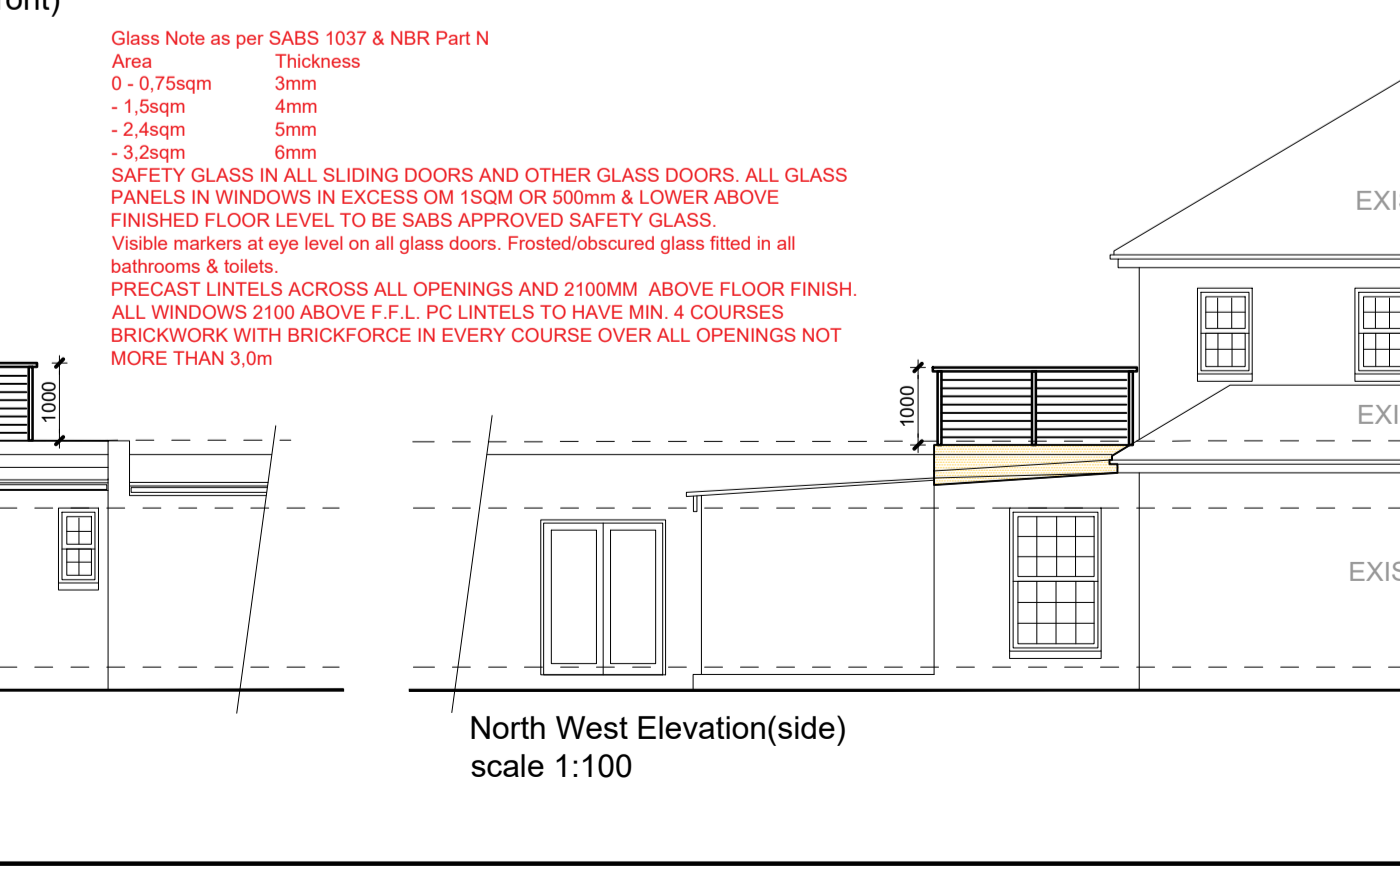 Glass Note as per SABS 1037 & NBR Part N
Area Thickness
0 - 0,75sqm 3mm
- 1,5sqm 4mm
- 2,4sqm 5mm
- 3,2sqm 6mm
SAFETY GLASS IN ALL SLIDING DOORS AND OTHER GLASS DOORS. ALL GLASS
PANELS IN WINDOWS IN EXCESS OM 1SQM OR 500mm & LOWER ABOVE
FINISHED FLOOR LEVEL TO BE SABS APPROVED SAFETY GLASS.
Visible markers at eye level on all glass doors. Frosted/obscured glass fitted in all
bathrooms & toilets.
PRECAST LINTELS ACROSS ALL OPENINGS AND 2100MM ABOVE FLOOR FINISH.
ALL WINDOWS 2100 ABOVE F.F.L. PC LINTELS TO HAVE MIN. 4 COURSES
BRICKWORK WITH BRICKFORCE IN EVERY COURSE OVER ALL OPENINGS NOT
MORE THAN 3,0m
1000
1000
North West Elevation(side)
scale 1:100